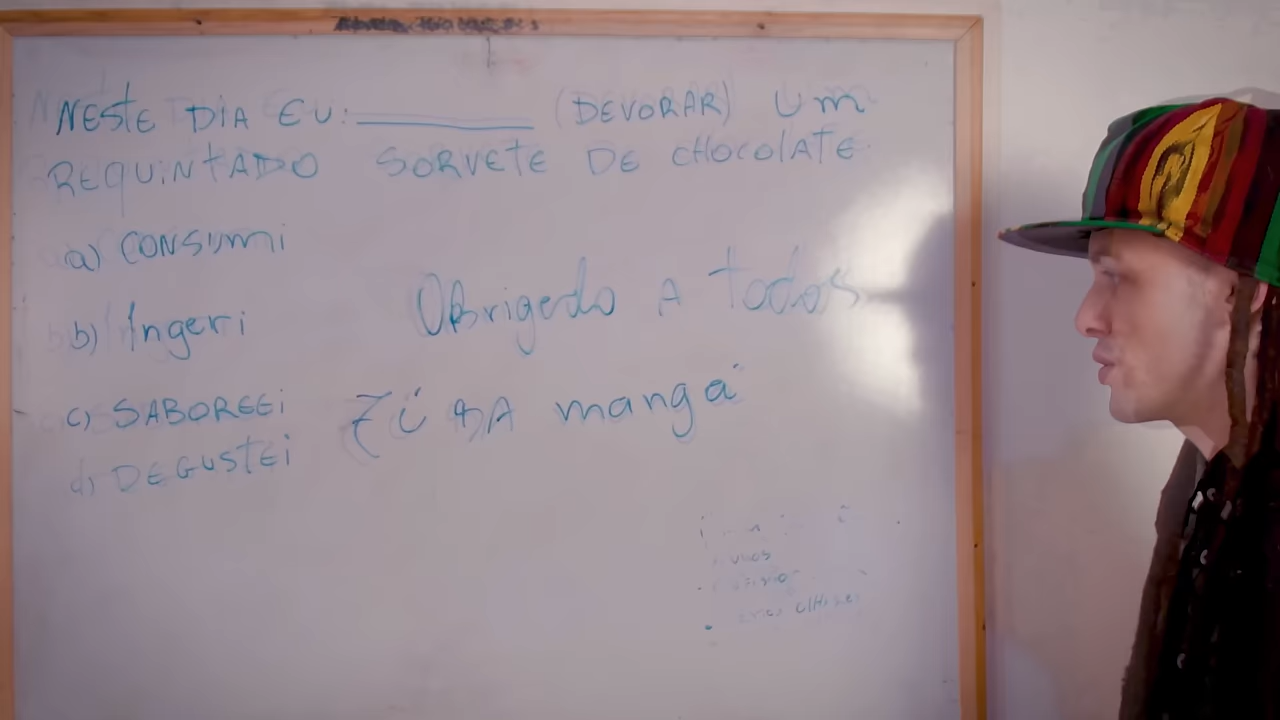 NESTE DIA EU: ________ (DEVORAR) Um
REQUINTADO SORVETE DE CHOCOLATE.
a) CONSUmi
b) Ingeri
c) SABOREEi
d) DEGUSTEi
OBrigado A todos
Zé DA manga